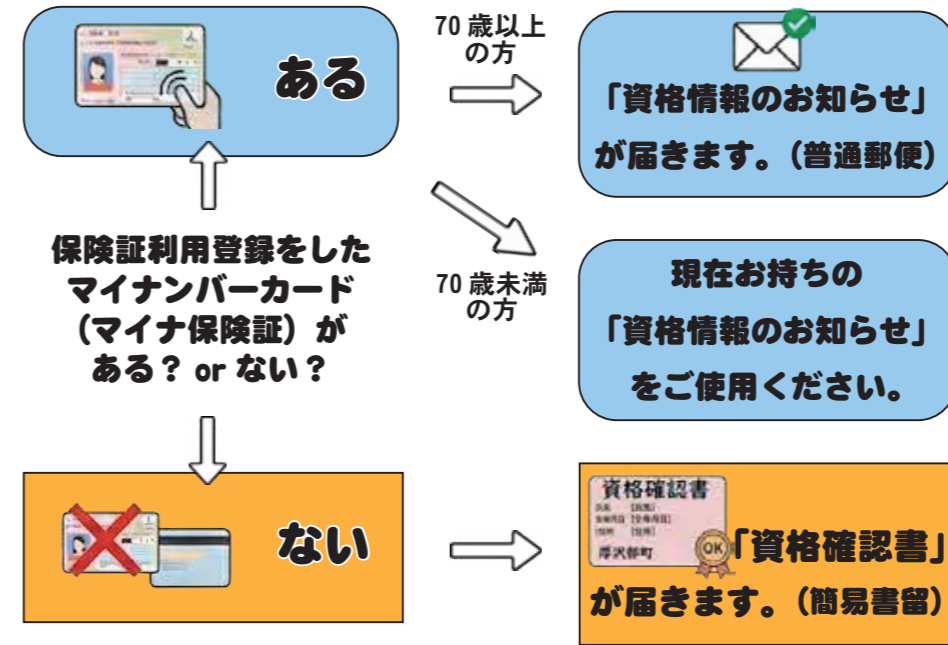 ある
70歳以上
の方
「資格情報のお知らせ」
が届きます。（普通郵便）
保険証利用登録をした
マイナンバーカード
（マイナ保険証）が
ある？ or ない？
70歳未満
の方
現在お持ちの
「資格情報のお知らせ」
をご使用ください。
ない
資格確認書
厚沢部町
OK
「資格確認書」
が届きます。（簡易書留）